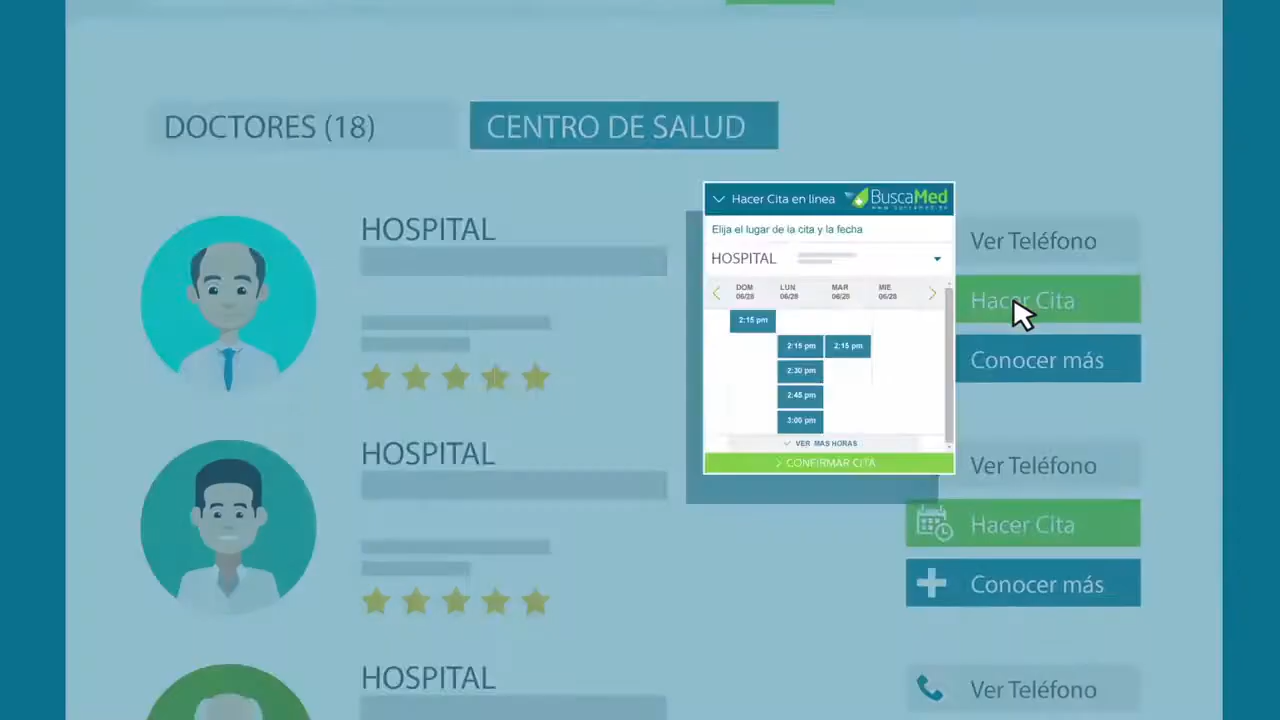 DOCTORES (18)
CENTRO DE SALUD
HOSPITAL
Hacer Cita en linea
BuscaMed
Elija el lugar de la cita y la fecha
HOSPITAL
DOM LUN MAR MIE
06/28 06/28 06/28 06/28
2:15 pm
2:15 pm 2:15 pm
2:30 pm
2:45 pm
3:00 pm
VER MAS HORAS
CONFIRMAR CITA
Ver Teléfono
Hacer Cita
Conocer más
HOSPITAL
Ver Teléfono
Hacer Cita
Conocer más
HOSPITAL
Ver Teléfono